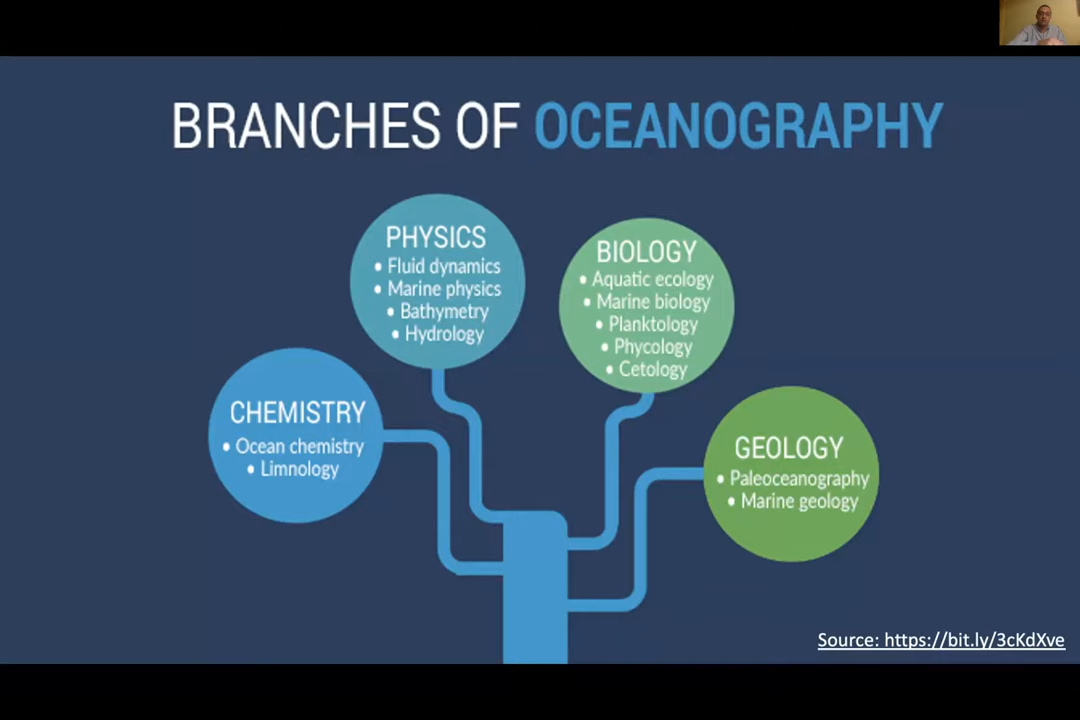 BRANCHES OF OCEANOGRAPHY
PHYSICS
• Fluid dynamics
• Marine physics
• Bathymetry
• Hydrology
BIOLOGY
• Aquatic ecology
• Marine biology
• Planktology
• Phycology
• Cetology
CHEMISTRY
• Ocean chemistry
• Limnology
GEOLOGY
• Paleoceanography
• Marine geology
Source: https://bit.ly/3cKdXve